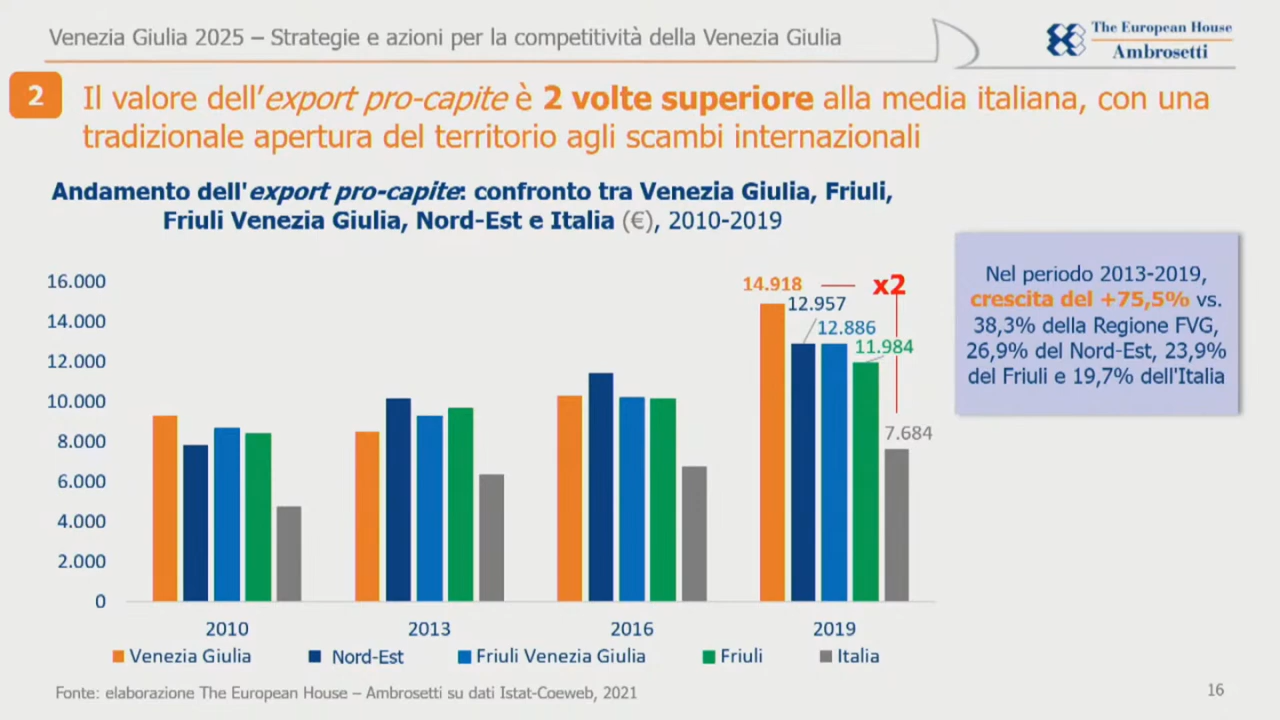 Venezia Giulia 2025 – Strategie e azioni per la competitività della Venezia Giulia
The European House
Ambrosetti
2
Il valore dell’export pro-capite è 2 volte superiore alla media italiana, con una
tradizionale apertura del territorio agli scambi internazionali
Andamento dell'export pro-capite: confronto tra Venezia Giulia, Friuli,
Friuli Venezia Giulia, Nord-Est e Italia (€), 2010-2019
16.000
14.000
12.000
10.000
8.000
6.000
4.000
2.000
0
14.918
x2
12.957
12.886
11.984
7.684
2010
2013
2016
2019
Venezia Giulia
Nord-Est
Friuli Venezia Giulia
Friuli
Italia
Nel periodo 2013-2019,
crescita del +75,5% vs.
38,3% della Regione FVG,
26,9% del Nord-Est, 23,9%
del Friuli e 19,7% dell'Italia
Fonte: elaborazione The European House – Ambrosetti su dati Istat-Coeweb, 2021
16